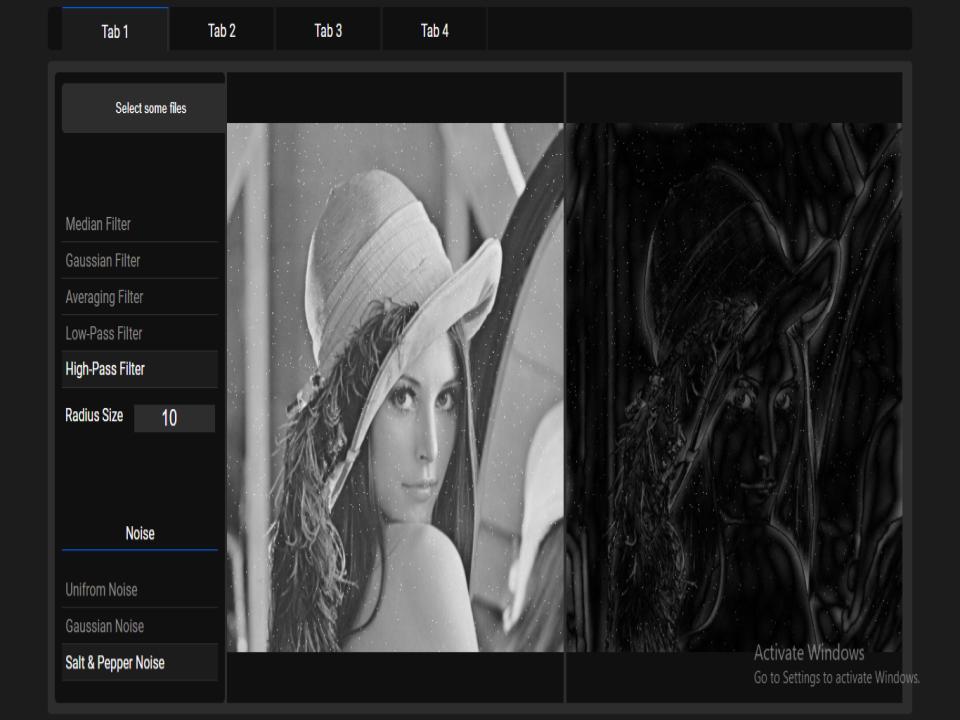 Tab 1
Tab 2
Tab 3
Tab 4
Select some files
Median Filter
Gaussian Filter
Averaging Filter
Low-Pass Filter
High-Pass Filter
Radius Size 10
Noise
Unifrom Noise
Gaussian Noise
Salt & Pepper Noise
Activate Windows
Go to Settings to activate Windows.